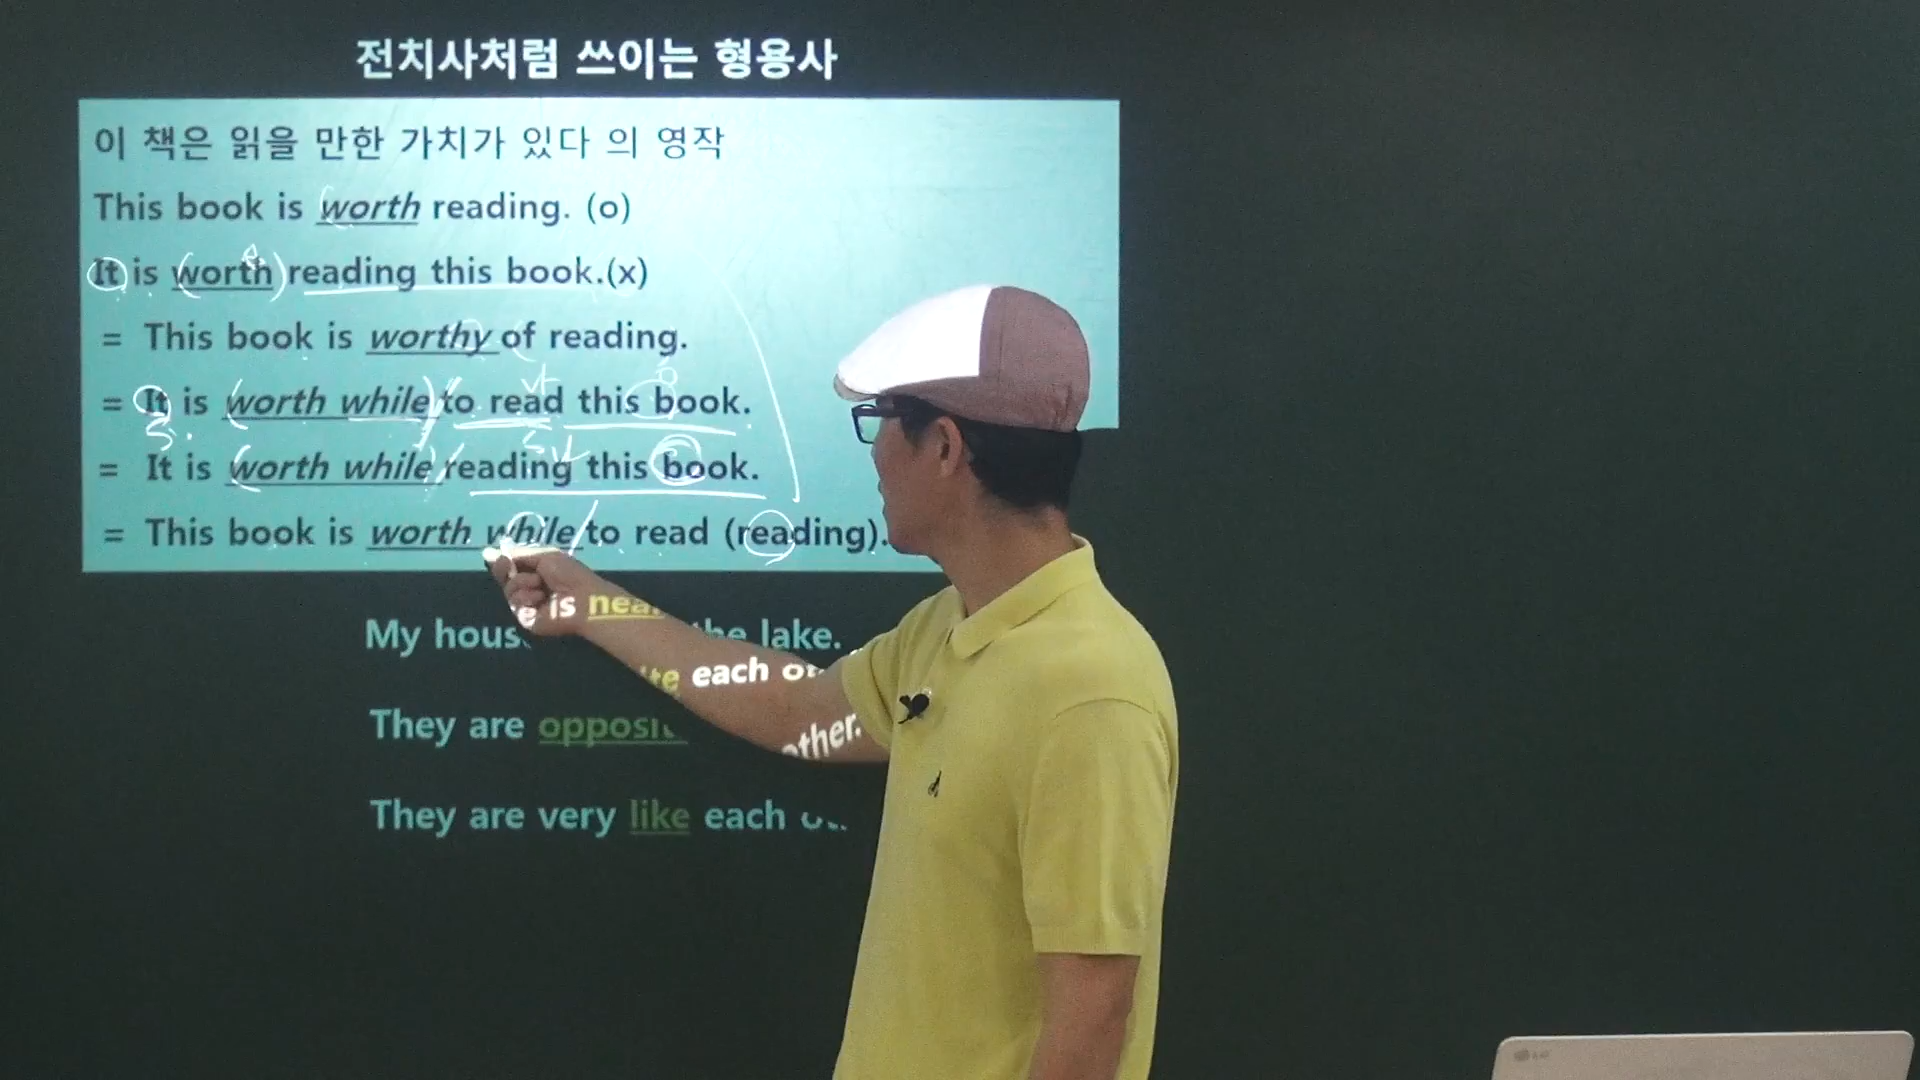 전치사처럼 쓰이는 형용사
이 책은 읽을 만한 가치가 있다 의 영작
This book is worth reading. (o)
It is worth reading this book.(x)
= This book is worthy of reading.
= It is worth while to read this book.
= It is worth while reading this book.
= This book is worth while to read (reading).
is
My the lake.
each
They are
other.
They are very like each